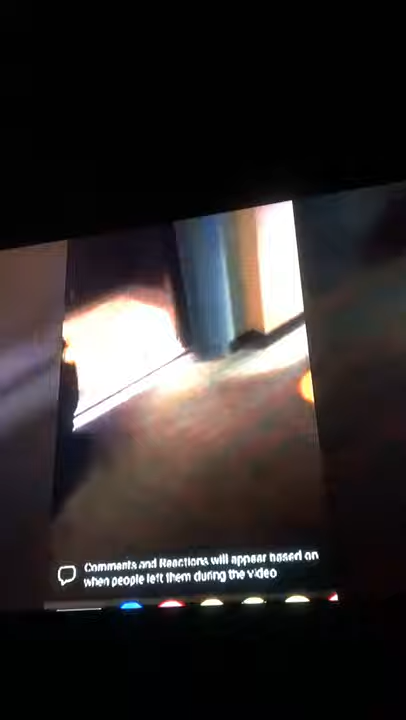 Comments and Reactions will appear based on
when people left them during the video